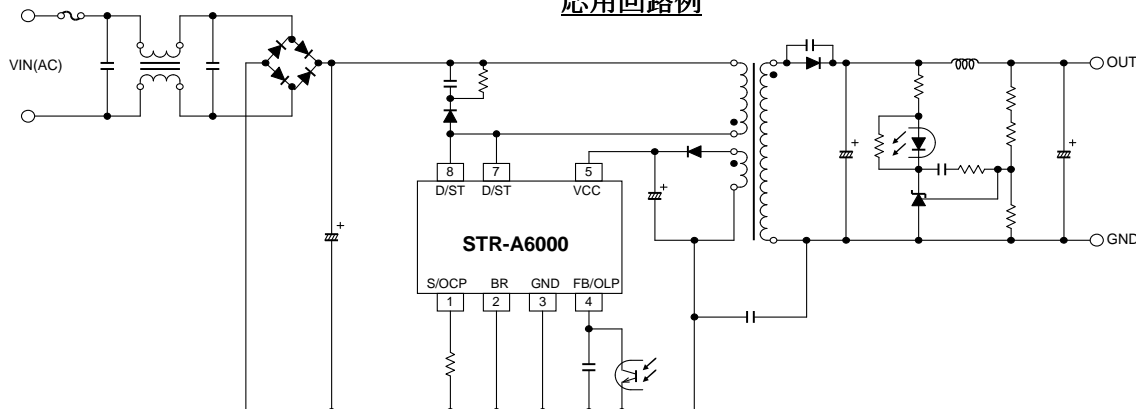 応用回路例
VIN(AC)
OUT
8
7
5
D/ST
D/ST
VCC
STR-A6000
S/OCP
BR
GND
FB/OLP
1
2
3
4
GND
+
+
+
+